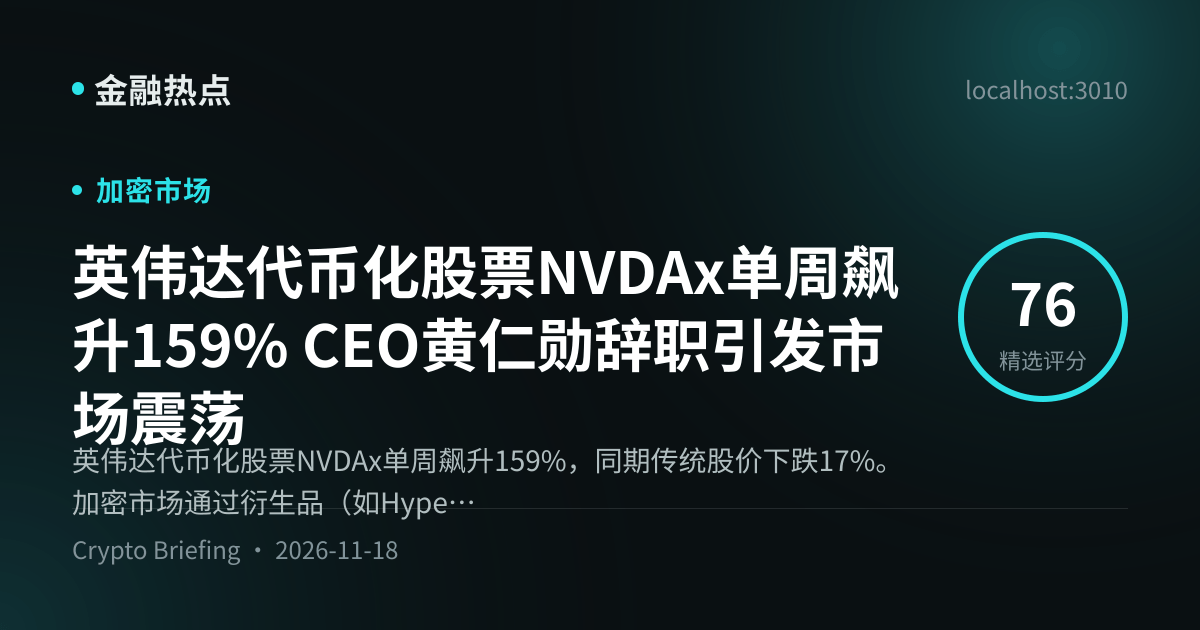 金融热点
localhost:3010
加密市场
英伟达代币化股票NVDAx单周飙
升159% CEO黄仁勋辞职引发市
场震荡
76
精选评分
英伟达代币化股票NVDAx单周飙升159%，同期传统股价下跌17%。
加密市场通过衍生品（如Hype…
Crypto Briefing · 2026-11-18